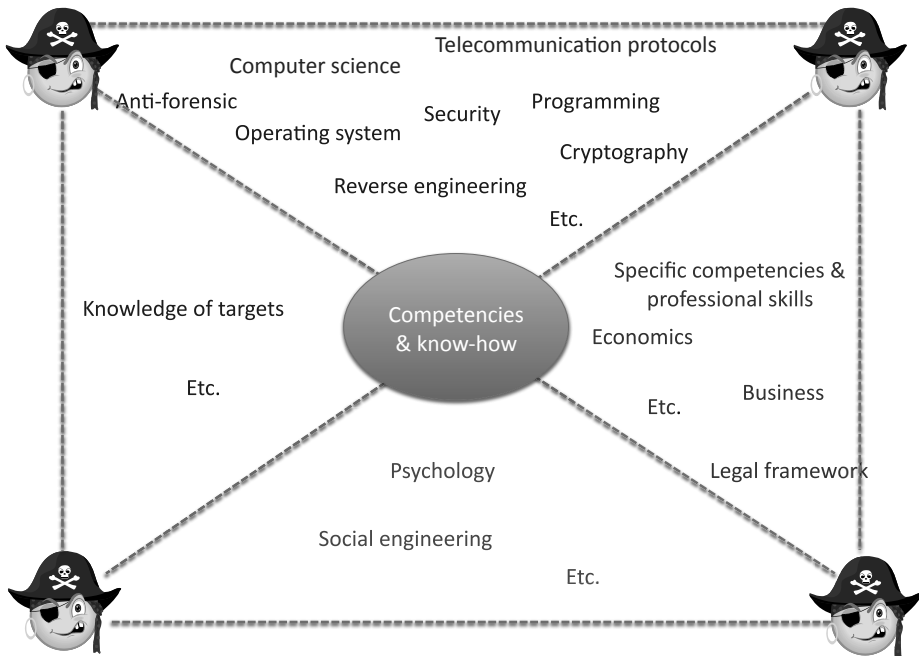 Telecommunication protocols
Computer science
Anti-forensic
Security
Programming
Operating system
Cryptography
Reverse engineering
Etc.
Specific competencies &
professional skills
Knowledge of targets
Competencies
& know-how
Economics
Etc.
Business
Etc.
Psychology
Legal framework
Social engineering
Etc.